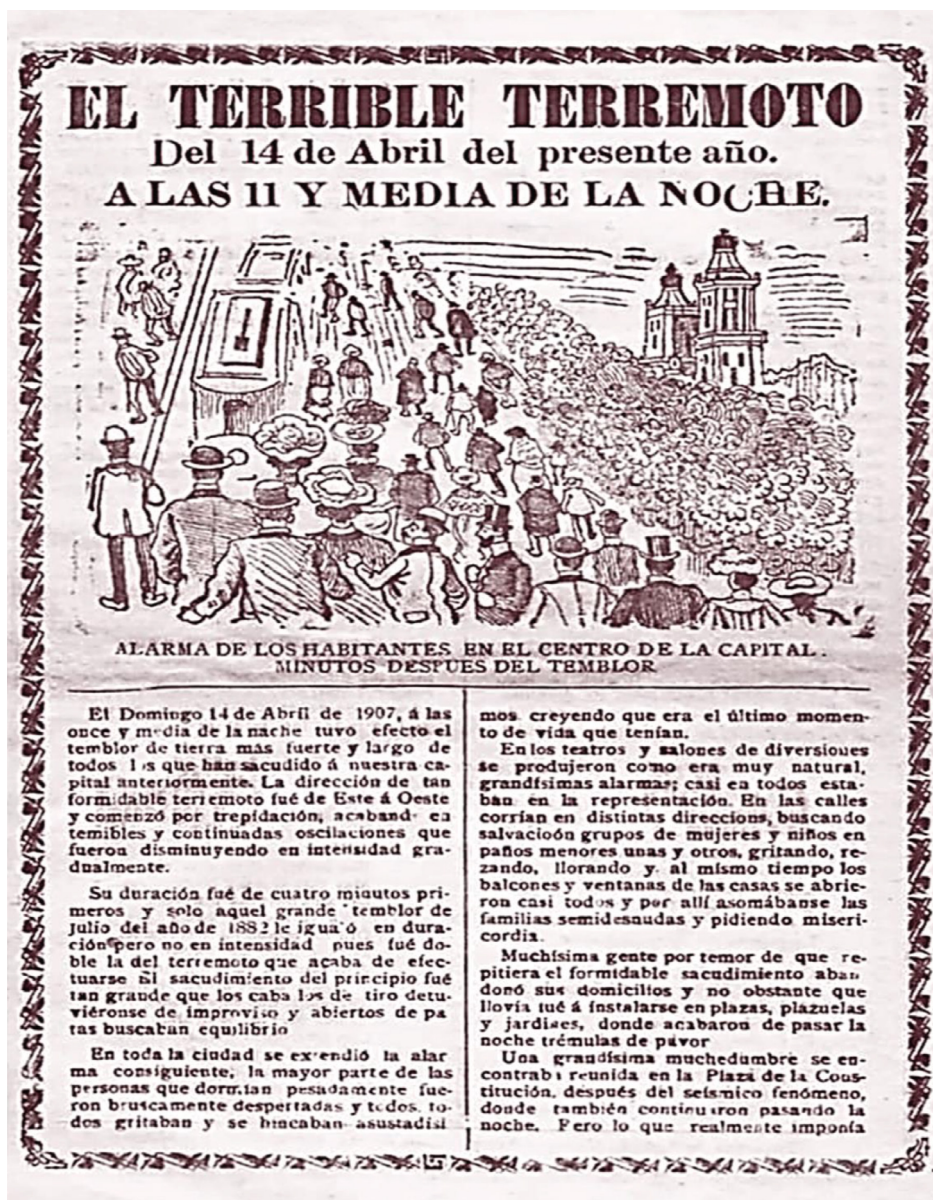 EL TERRIBLE TERREMOTO
Del 14 de Abril del presente año.
A LAS 11 Y MEDIA DE LA NOCHE.
ALARMA DE LOS HABITANTES EN EL CENTRO DE LA CAPITAL.
MINUTOS DESPUES DEL TEMBLOR
El Domingo 14 de Abril de 1907, á las
once y media de la nache tuvo efecto el
temblor de tierra más fuerte y largo de
todos los que han sacudido á nuestra ca-
pital anteriormente. La dirección de tan
formidable terremoto fué de Este á Oeste
y comenzó por trepidación, acaband en
temibles y continuadas oscilaciones que
fueron disminuyendo en intensidad gra-
dualmente.
Su duración fué de cuatro minutos pri-
meros y solo aquel grande temblor de
Julio del año de 1882 le igualó en dura-
ción pero no en intensidad pues fué do-
ble la del terremoto que acaba de efec-
tuarse El sacudimiento del principio fué
tan grande que los caballos de tiro detu-
viéronse de improviso y abiertos de pa
tas buscaban equilibrio
En toda la ciudad se extendió la alar
ma consiguiente, la mayor parte de las
personas que dormían pesadamente fue-
ron bruscamente despertadas y todos, to-
dos gritaban y se hincaban asustadísi
mos, creyendo que era el último momen-
to de vida que tenían.
En los teatros y salones de diversiones
se produjeron como era muy natural,
grandísimas alarmas; casi en todos esta-
ban en la representación. En las calles
corrían en distintas direccions, buscando
salvacioón grupos de mujeres y niños en
paños menores unas y otros, gritando, re-
zando, llorando y al mismo tiempo los
balcones y ventanas de las casas se abrie-
ron casi todos y por allí asomábanse las
familias semidesnudas y pidiendo miseri-
cordia.
Muchísima gente por temor de que re-
pitiera el formidable sacudimiento aban
donó sus domicilios y no obstante que
llovía fué á instalarse en plazas, plazuelas
y jardines, donde acabaron de pasar la
noche trémulas de pavor
Una grandísima muchedumbre se en-
contraba reunida en la Plaza de la Cons-
titución, después del seísmico fenómeno,
donde también continuaron pasando la
noche. Pero lo que realmente imponía